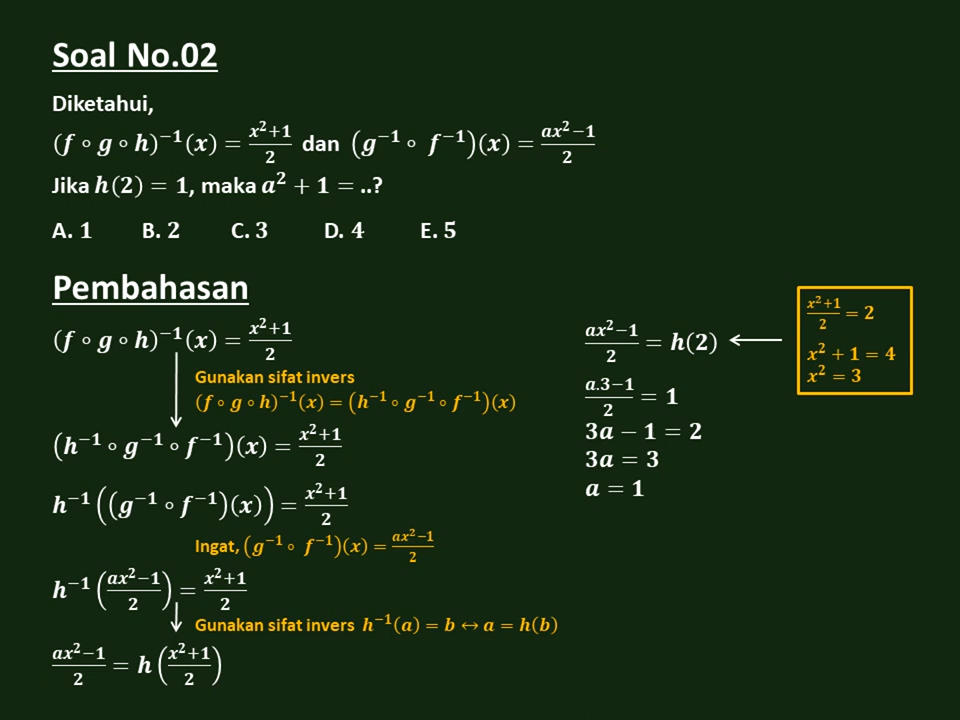 Soal No.02
Diketahui,
(f ∘ g ∘ h)⁻¹(x) = (x²+1)/2 dan (g⁻¹ ∘ f⁻¹)(x) = (ax²−1)/2
Jika h(2) = 1, maka a² + 1 = ..?
A. 1 B. 2 C. 3 D. 4 E. 5
Pembahasan
(f ∘ g ∘ h)⁻¹(x) = (x²+1)/2
Gunakan sifat invers
(f ∘ g ∘ h)⁻¹(x) = (h⁻¹ ∘ g⁻¹ ∘ f⁻¹)(x)
(h⁻¹ ∘ g⁻¹ ∘ f⁻¹)(x) = (x²+1)/2
h⁻¹((g⁻¹ ∘ f⁻¹)(x)) = (x²+1)/2
Ingat, (g⁻¹ ∘ f⁻¹)(x) = (ax²−1)/2
h⁻¹((ax²−1)/2) = (x²+1)/2
Gunakan sifat invers h⁻¹(a) = b ↔ a = h(b)
(ax²−1)/2 = h((x²+1)/2)
(ax²−1)/2 = h(2)
(a.3−1)/2 = 1
3a − 1 = 2
3a = 3
a = 1
(x²+1)/2 = 2
x² + 1 = 4
x² = 3